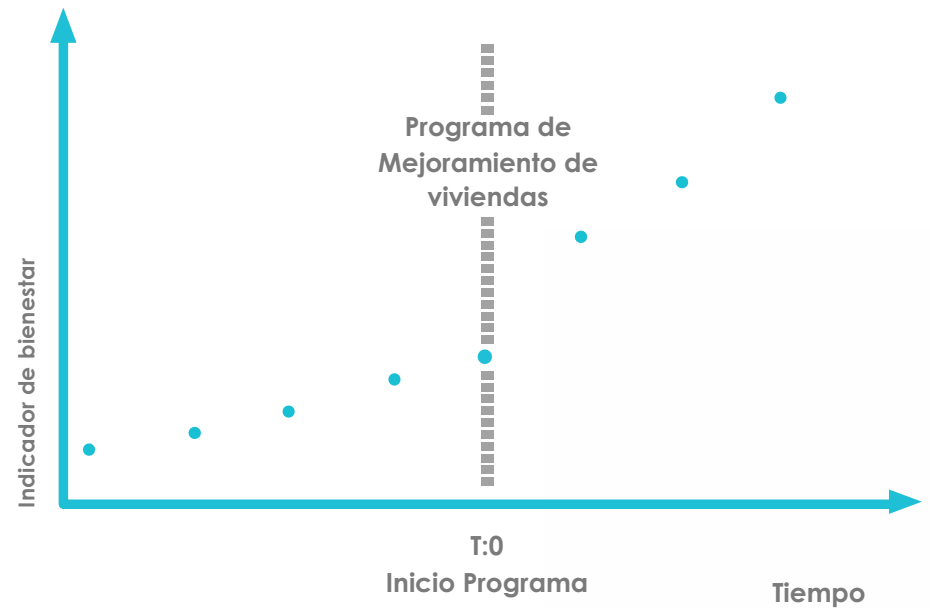 Programa de
Mejoramiento de
viviendas
Indicador de bienestar
T:0
Inicio Programa
Tiempo